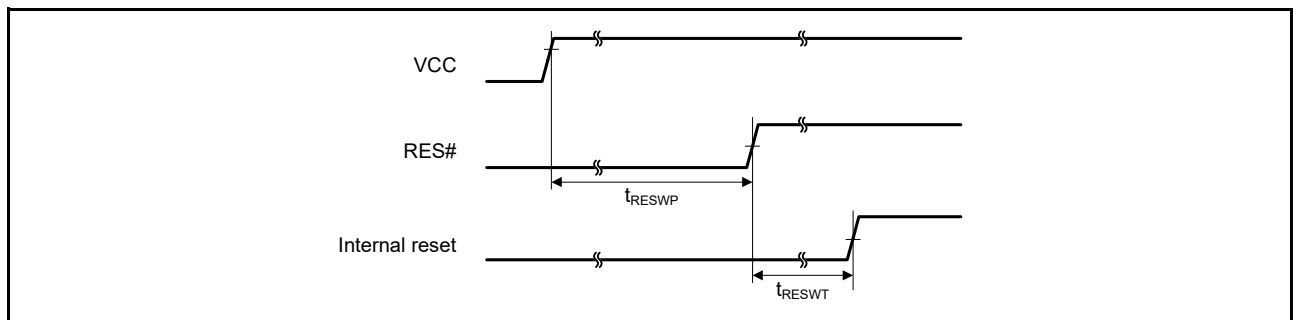 VCC
RES#
tRESWP
Internal reset
tRESWT